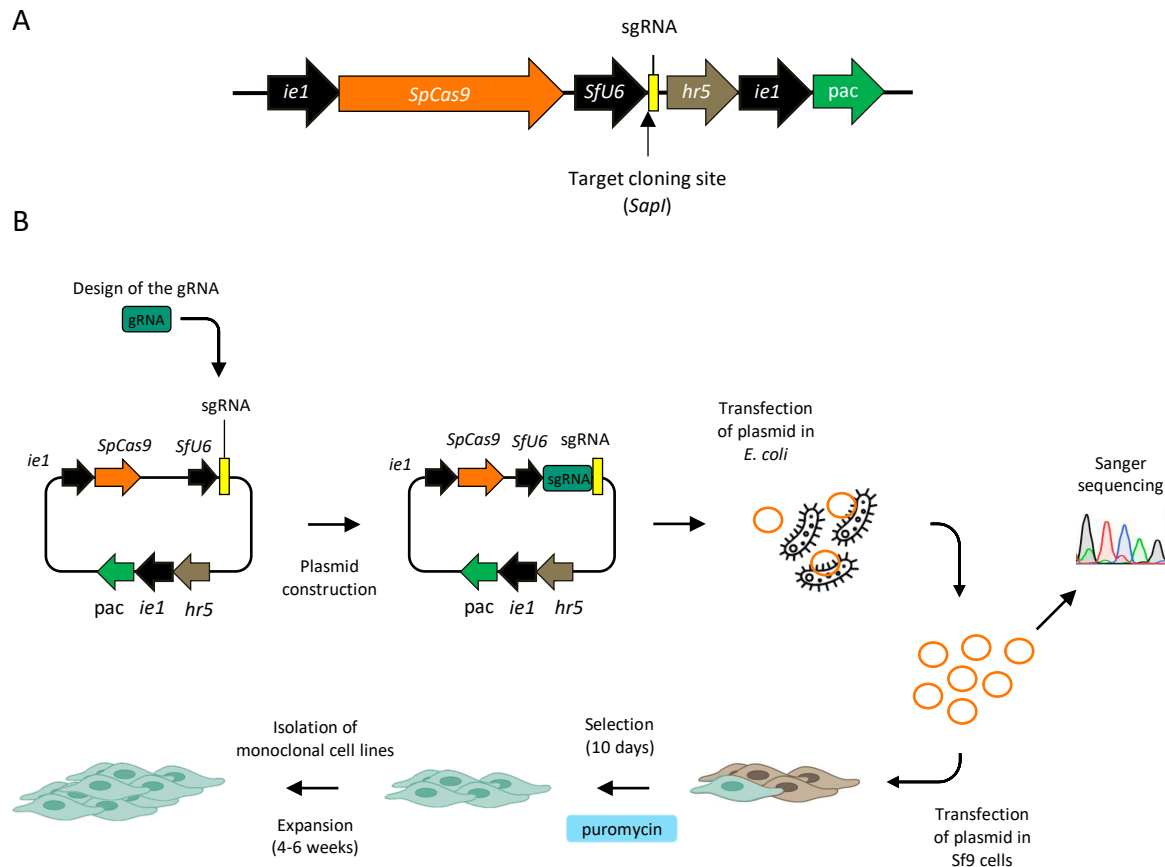 A
sgRNA
ie1
SpCas9
SfU6
hr5
ie1
pac
Target cloning site
(SapI)
B
Design of the gRNA
gRNA
sgRNA
SpCas9
SfU6
ie1
pac
ie1
hr5
Plasmid
construction
SpCas9
SfU6
sgRNA
ie1
sgRNA
pac
ie1
hr5
Transfection
of plasmid in
E. coli
Sanger
sequencing
Transfection
of plasmid in
Sf9 cells
Selection
(10 days)
puromycin
Isolation of
monoclonal cell lines
Expansion
(4-6 weeks)